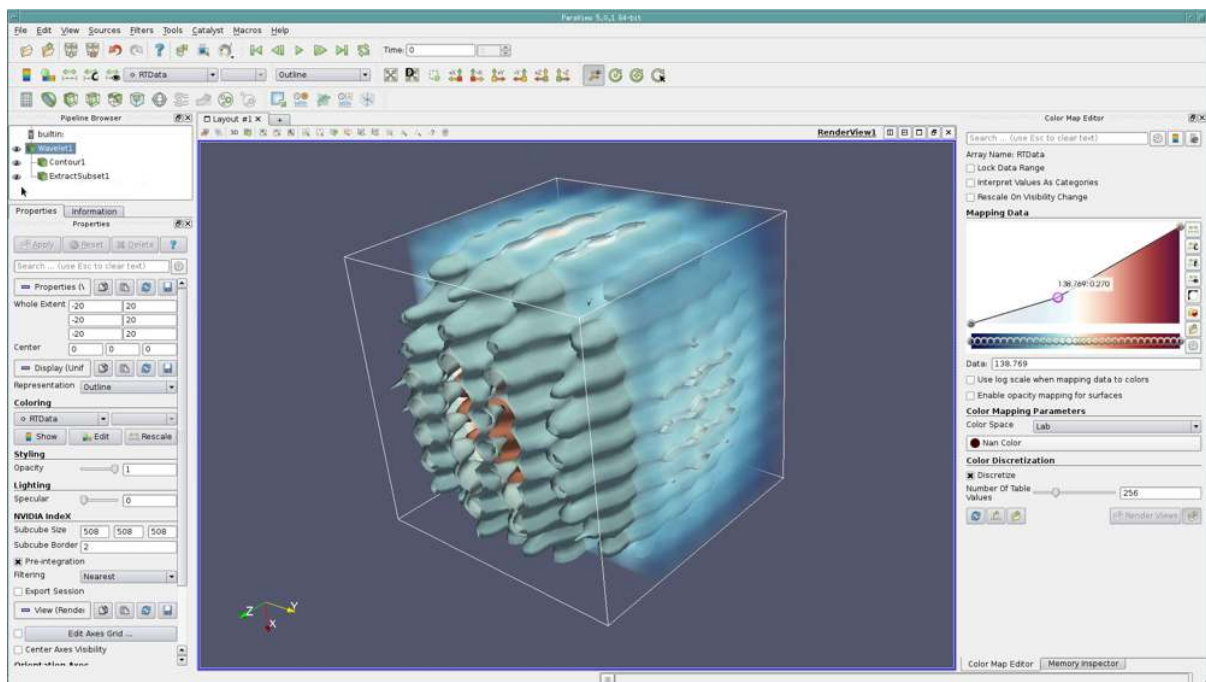 ParaView 5.0.1 64-bit
File Edit View Sources Filters Tools Catalyst Macros Help
Time: 0
RTData Outline
Pipeline Browser
Layout #1
Color Map Editor
builtin:
3D
RenderView1
Search ... (use Esc to clear text)
Wavelet1
Contour1
ExtractSubset1
Array Name: RTData
Lock Data Range
Interpret Values As Categories
Rescale On Visibility Change
Properties Information
Mapping Data
Properties
Apply Reset Delete ?
Search ... (use Esc to clear text)
Properties (
138.769:0.270
Whole Extent -20 20
-20 20
-20 20
Center 0 0 0
Display (Unif
Data: 138.769
Representation Outline
Use log scale when mapping data to colors
Enable opacity mapping for surfaces
Coloring
RTData
Color Mapping Parameters
Color Space Lab
Show Edit Rescale
Nan Color
Styling
Opacity 1
Color Discretization
Discretize
Lighting
Specular 0
Number Of Table Values 256
NVIDIA IndeX
Subcube Size 508 508 508
Render Views
Subcube Border 2
Pre-integration
Filtering Nearest
Export Session
View (Render
Z Y
X
Edit Axes Grid ...
Center Axes Visibility
Orientation Axes
Color Map Editor Memory Inspector